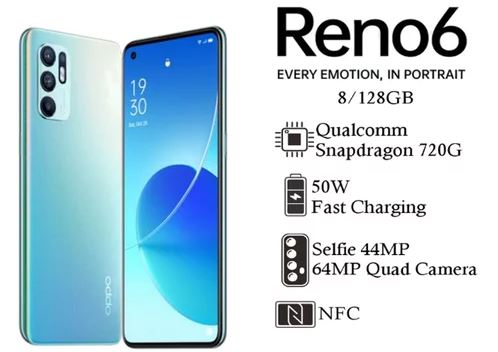 Reno6
EVERY EMOTION, IN PORTRAIT
8/128GB
Qualcomm
Snapdragon 720G
50W
Fast Charging
Selfie 44MP
64MP Quad Camera
NFC
19
30
oppo